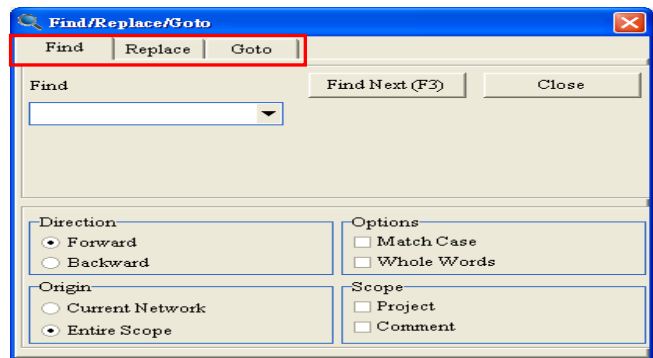 Find/Replace/Goto
Find Replace Goto
Find Find Next (F3) Close
Direction Options
Forward Match Case
Backward Whole Words
Origin Scope
Current Network Project
Entire Scope Comment